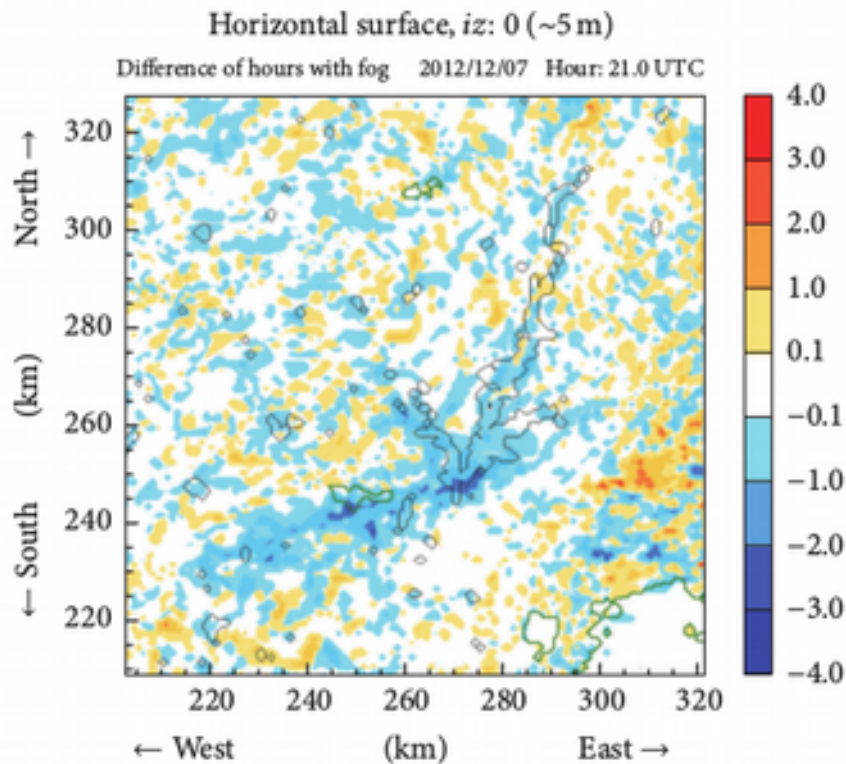 Horizontal surface, iz: 0 (~5 m)
Difference of hours with fog 2012/12/07 Hour: 21.0 UTC
North →
(km)
← South
320
300
280
260
240
220
220 240 260 280 300 320
← West (km) East →
4.0
3.0
2.0
1.0
0.1
−0.1
−1.0
−2.0
−3.0
−4.0